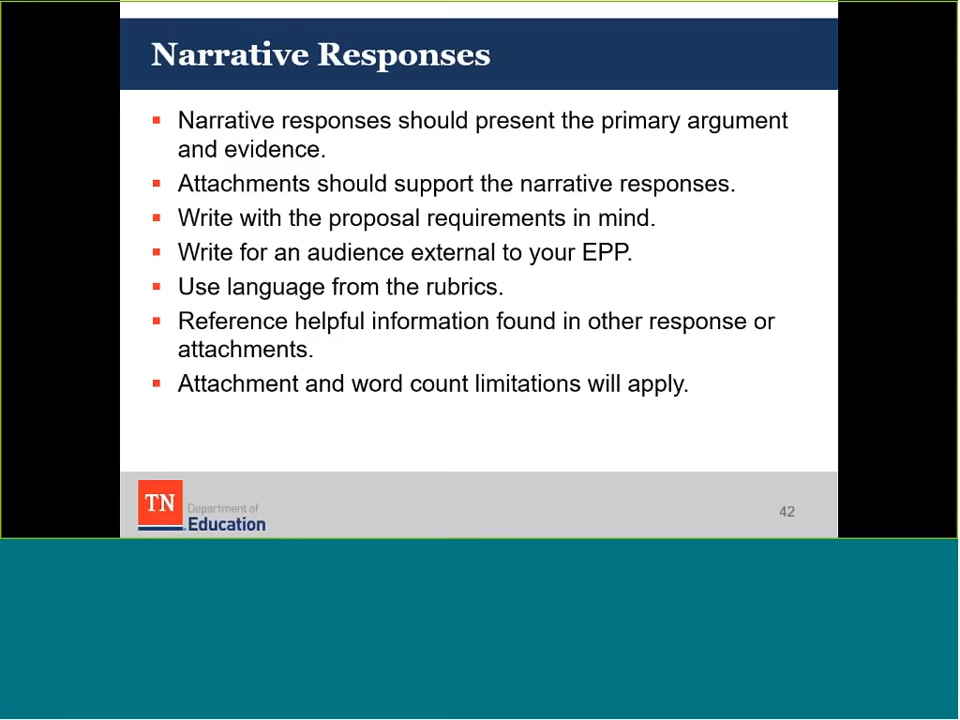 Narrative Responses
Narrative responses should present the primary argument
and evidence.
Attachments should support the narrative responses.
Write with the proposal requirements in mind.
Write for an audience external to your EPP.
Use language from the rubrics.
Reference helpful information found in other response or
attachments.
Attachment and word count limitations will apply.
TN
Department of
Education
42